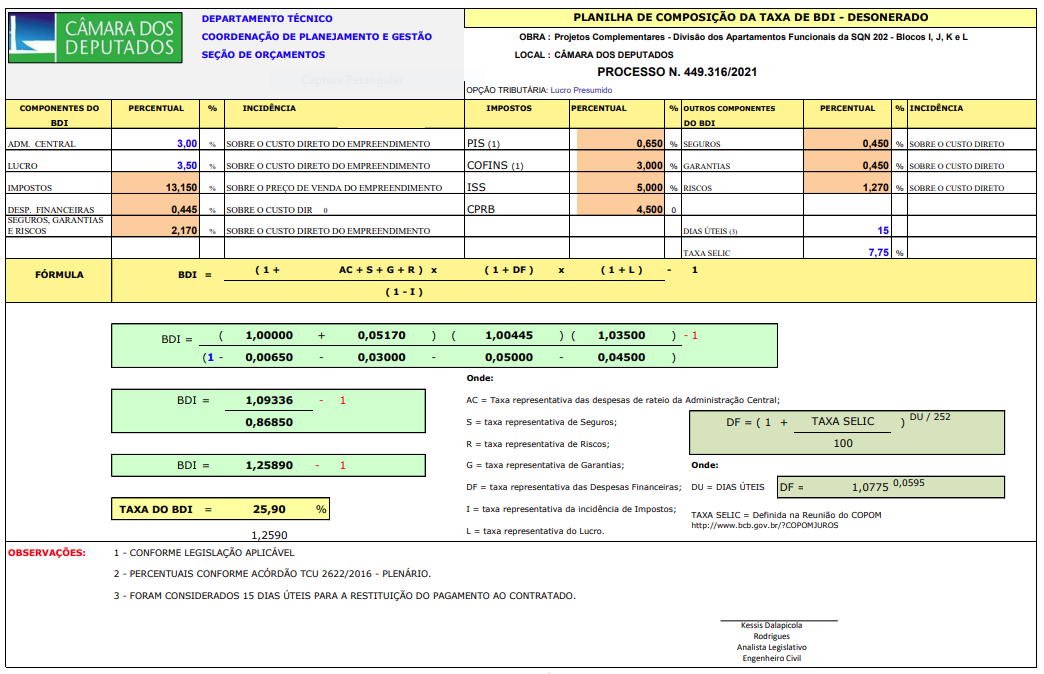 CÂMARA DOS
DEPUTADOS
DEPARTAMENTO TÉCNICO
COORDENAÇÃO DE PLANEJAMENTO E GESTÃO
SEÇÃO DE ORÇAMENTOS
PLANILHA DE COMPOSIÇÃO DA TAXA DE BDI - DESONERADO
OBRA : Projetos Complementares - Divisão dos Apartamentos Funcionais da SQN 202 - Blocos I, J, K e L
LOCAL : CÂMARA DOS DEPUTADOS
PROCESSO N. 449.316/2021
OPÇÃO TRIBUTÁRIA: Lucro Presumido
COMPONENTES DO BDI PERCENTUAL % INCIDÊNCIA IMPOSTOS PERCENTUAL % OUTROS COMPONENTES DO BDI PERCENTUAL % INCIDÊNCIA
ADM. CENTRAL 3,00 % SOBRE O CUSTO DIRETO DO EMPREENDIMENTO PIS (1) 0,650 % SEGUROS 0,450 % SOBRE O CUSTO DIRETO
LUCRO 3,50 % SOBRE O CUSTO DIRETO DO EMPREENDIMENTO COFINS (1) 3,000 % GARANTIAS 0,450 % SOBRE O CUSTO DIRETO
IMPOSTOS 13,150 % SOBRE O PREÇO DE VENDA DO EMPREENDIMENTO ISS 5,000 % RISCOS 1,270 % SOBRE O CUSTO DIRETO
DESP. FINANCEIRAS 0,445 % SOBRE O CUSTO DIR 0 CPRB 4,500 0
SEGUROS, GARANTIAS E RISCOS 2,170 % SOBRE O CUSTO DIRETO DO EMPREENDIMENTO DIAS ÚTEIS (3) 15
TAXA SELIC 7,75 %
FÓRMULA BDI = ( 1 + AC + S + G + R ) x ( 1 + DF ) x ( 1 + L ) - 1
( 1 - I )
BDI = ( 1,00000 + 0,05170 ) ( 1,00445 ) ( 1,03500 ) - 1
(1 - 0,00650 - 0,03000 - 0,05000 - 0,04500 )
BDI = 1,09336 - 1
0,86850
BDI = 1,25890 - 1
TAXA DO BDI = 25,90 %
1,2590
Onde:
AC = Taxa representativa das despesas de rateio da Administração Central;
S = taxa representativa de Seguros;
R = taxa representativa de Riscos;
G = taxa representativa de Garantias;
DF = taxa representativa das Despesas Financeiras;
I = taxa representativa da incidência de Impostos;
L = taxa representativa do Lucro.
DF = ( 1 + TAXA SELIC ) DU / 252
100
Onde:
DU = DIAS ÚTEIS DF = 1,0775 0,0595
TAXA SELIC = Definida na Reunião do COPOM
http://www.bcb.gov.br/?COPOMJUROS
OBSERVAÇÕES: 1 - CONFORME LEGISLAÇÃO APLICÁVEL
2 - PERCENTUAIS CONFORME ACÓRDÃO TCU 2622/2016 - PLENÁRIO.
3 - FORAM CONSIDERADOS 15 DIAS ÚTEIS PARA A RESTITUIÇÃO DO PAGAMENTO AO CONTRATADO.
Kessis Dalapicola
Rodrigues
Analista Legislativo
Engenheiro Civil